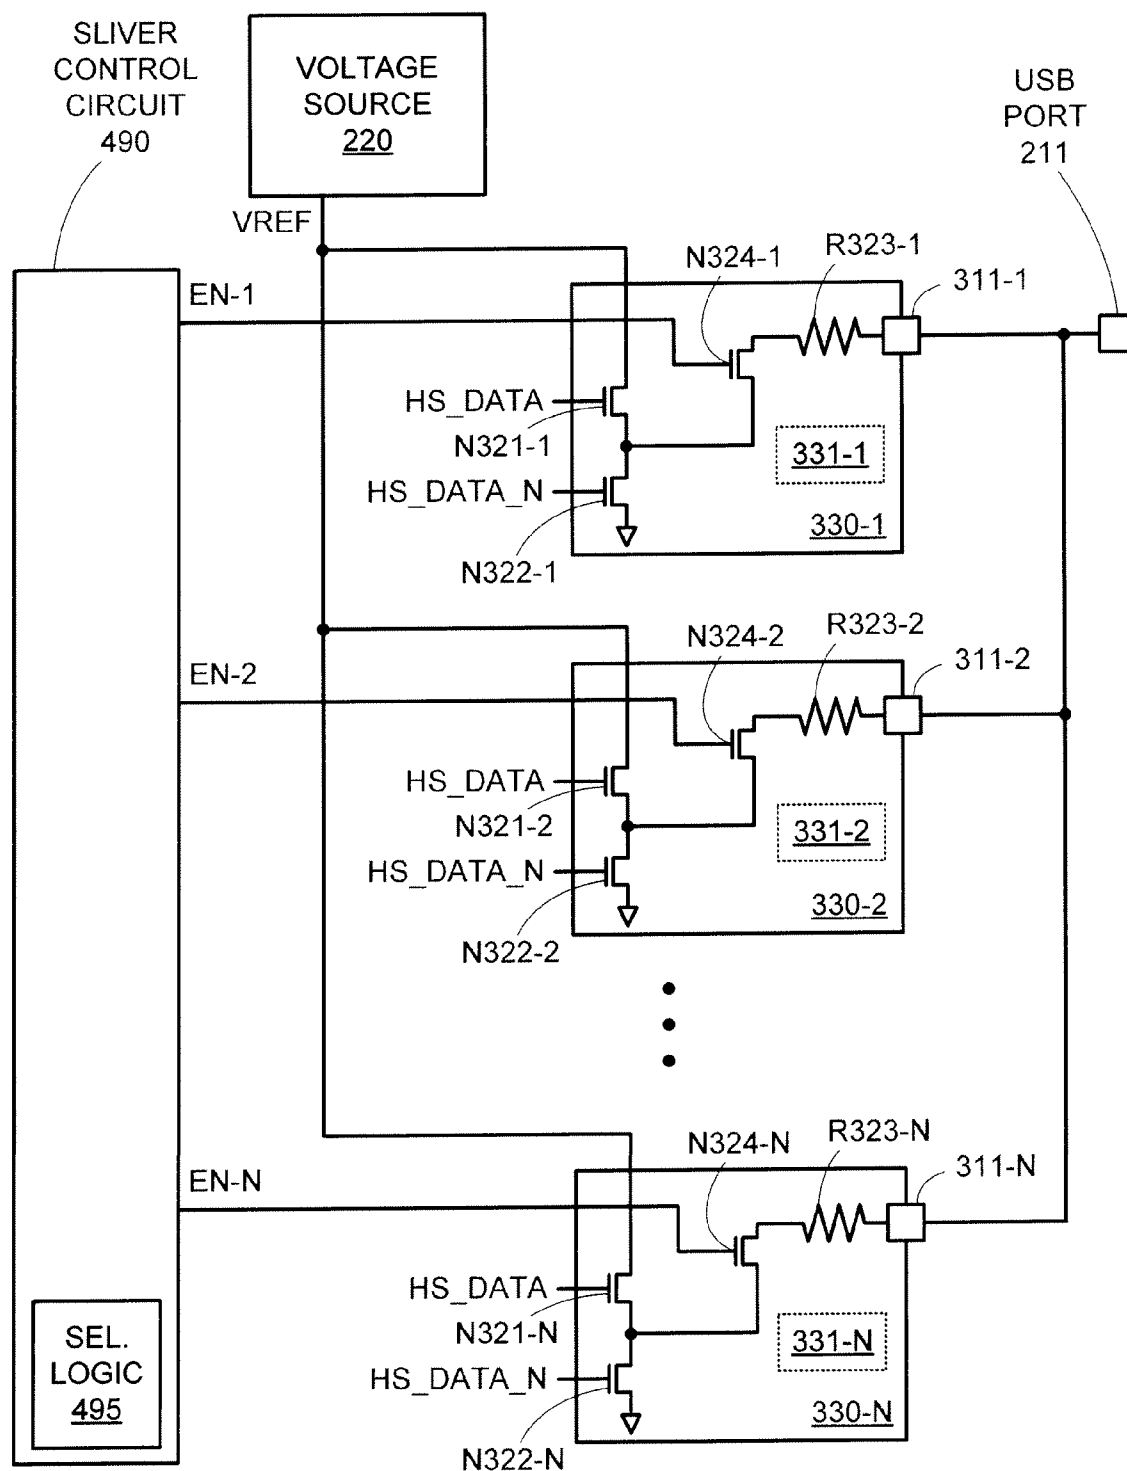 SLIVER
CONTROL
CIRCUIT
490
VOLTAGE
SOURCE
220
USB
PORT
211
VREF
N324-1
R323-1
311-1
EN-1
HS_DATA
N321-1
331-1
HS_DATA_N
330-1
N322-1
N324-2
R323-2
311-2
EN-2
HS_DATA
N321-2
331-2
HS_DATA_N
330-2
N322-2
N324-N
R323-N
311-N
EN-N
HS_DATA
N321-N
331-N
HS_DATA_N
330-N
N322-N
SEL.
LOGIC
495